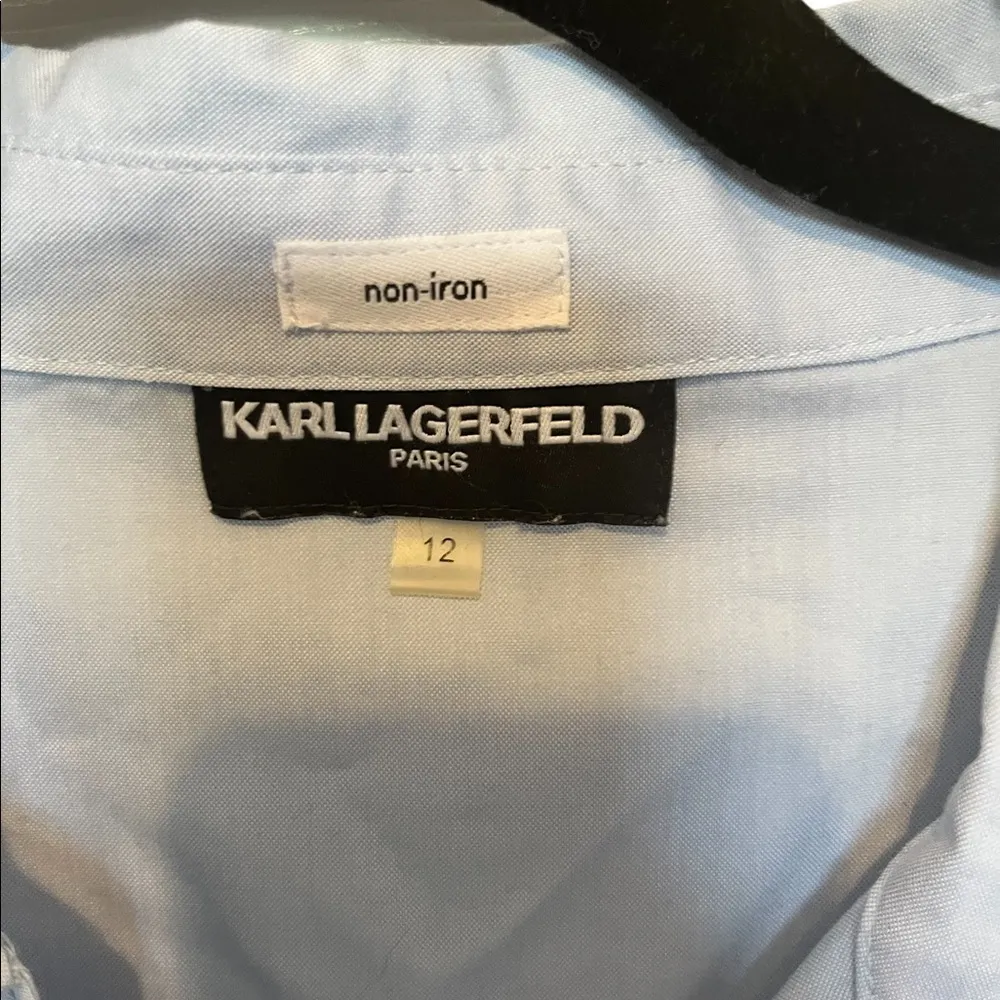 non-iron
KARL LAGERFELD
PARIS
12